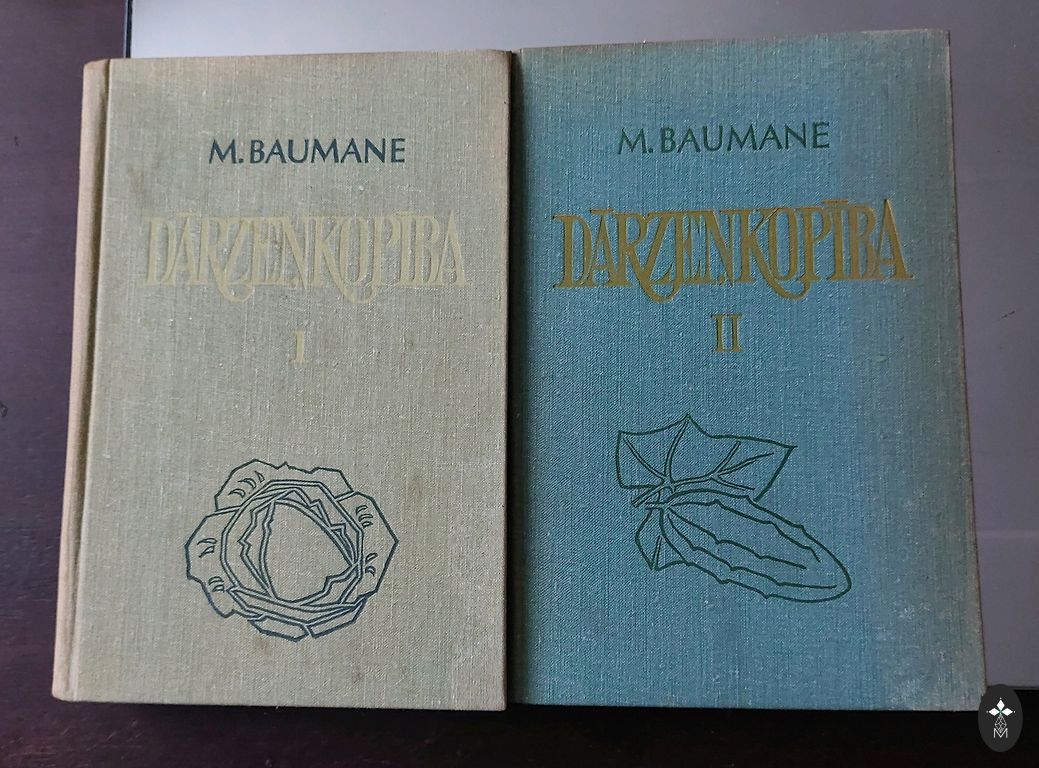 M. BAUMANE
DĀRZEŅKOPĪBA
I
M. BAUMANE
DĀRZEŅKOPĪBA
II
M